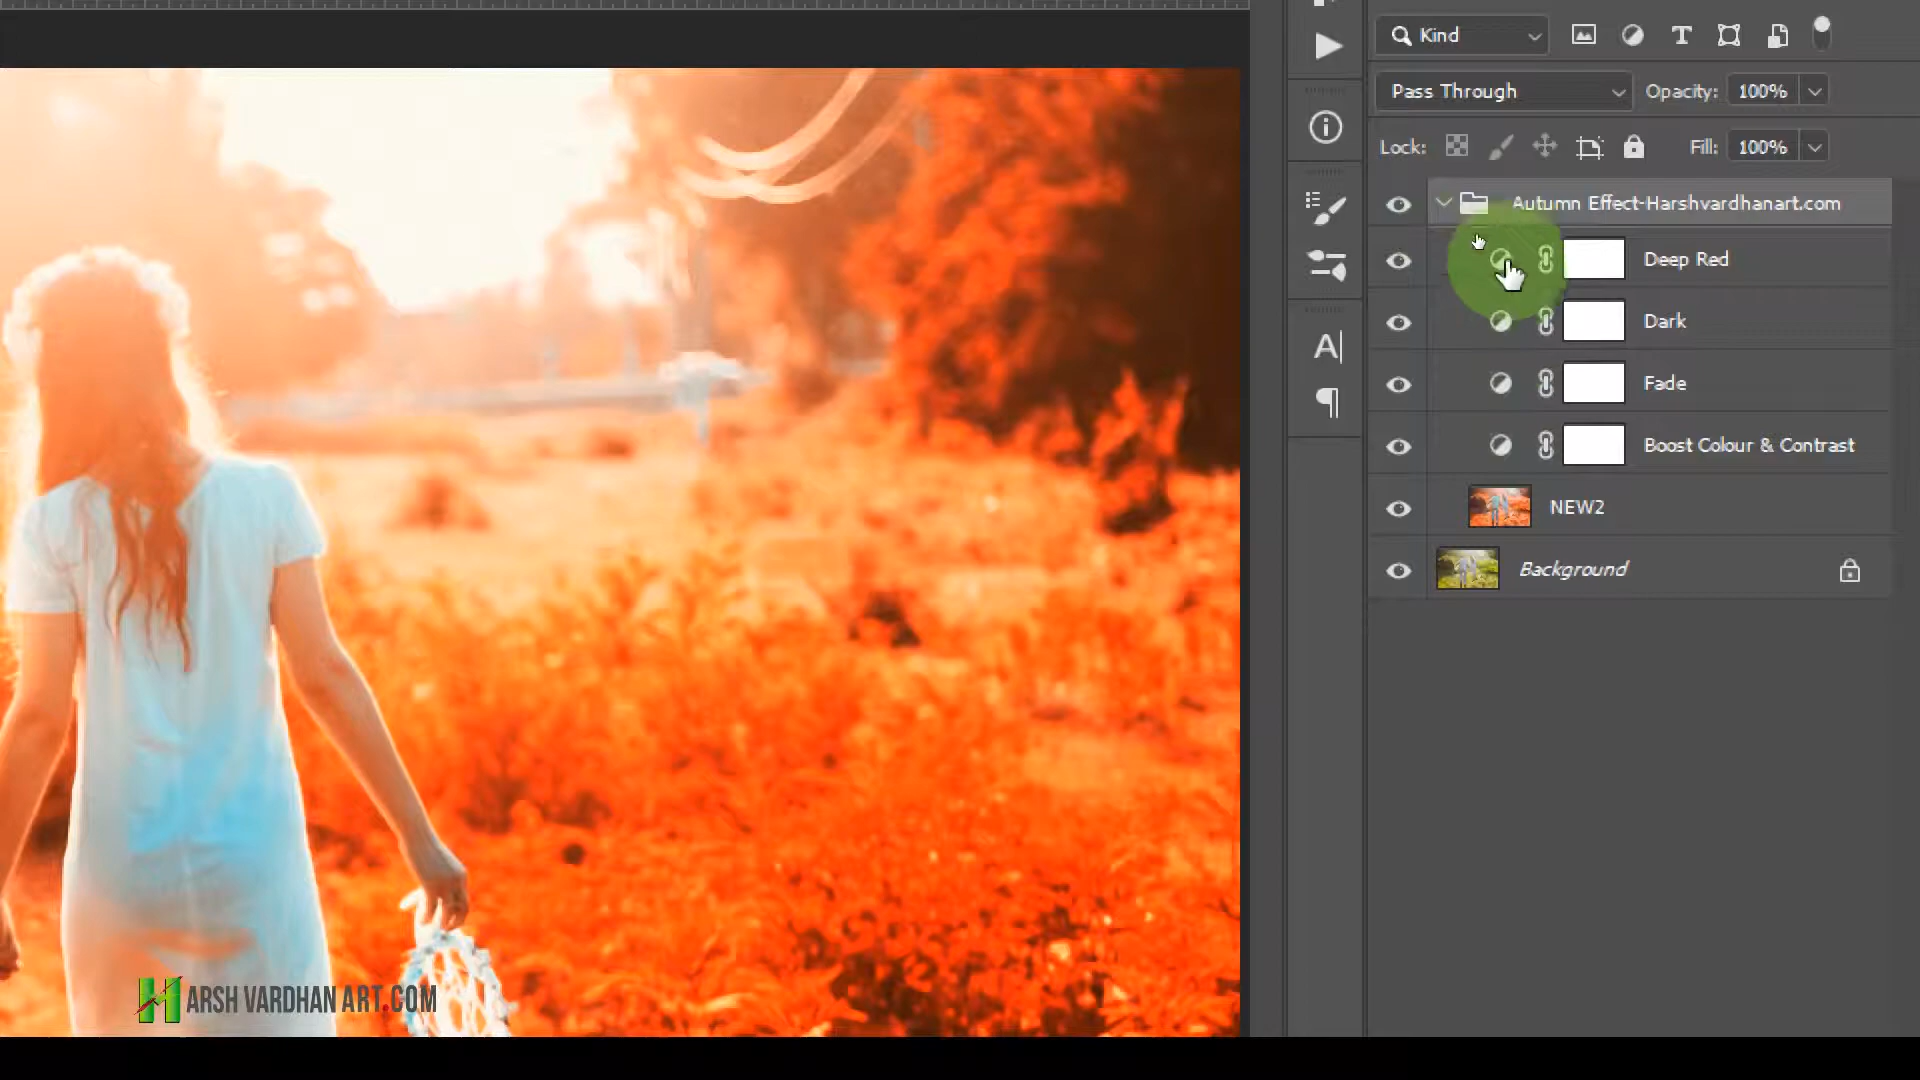 Kind
Pass Through
Opacity: 100%
Lock:
Fill: 100%
Autumn Effect-Harshvardhanart.com
Deep Red
Dark
Fade
Boost Colour & Contrast
NEW2
Background
HARSH VARDHAN ART.COM